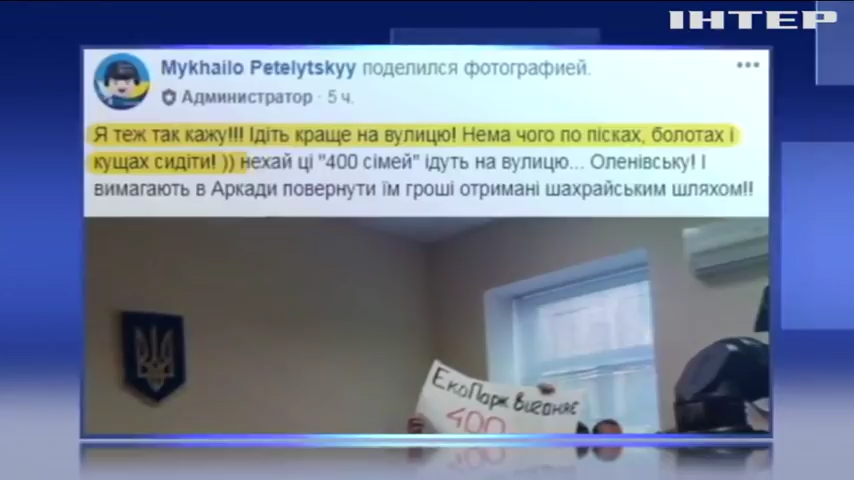 ІНТЕР
Mykhailo Petelytskyy поделился фотографией.
Администратор · 5 ч.
Я теж так кажу!!! Ідіть краще на вулицю! Нема чого по пісках, болотах і
кущах сидіти! )) нехай ці "400 сімей" ідуть на вулицю... Оленівську! І
вимагають в Аркади повернути їм гроші отримані шахрайським шляхом!!
ЕкоПарк виганяє
400